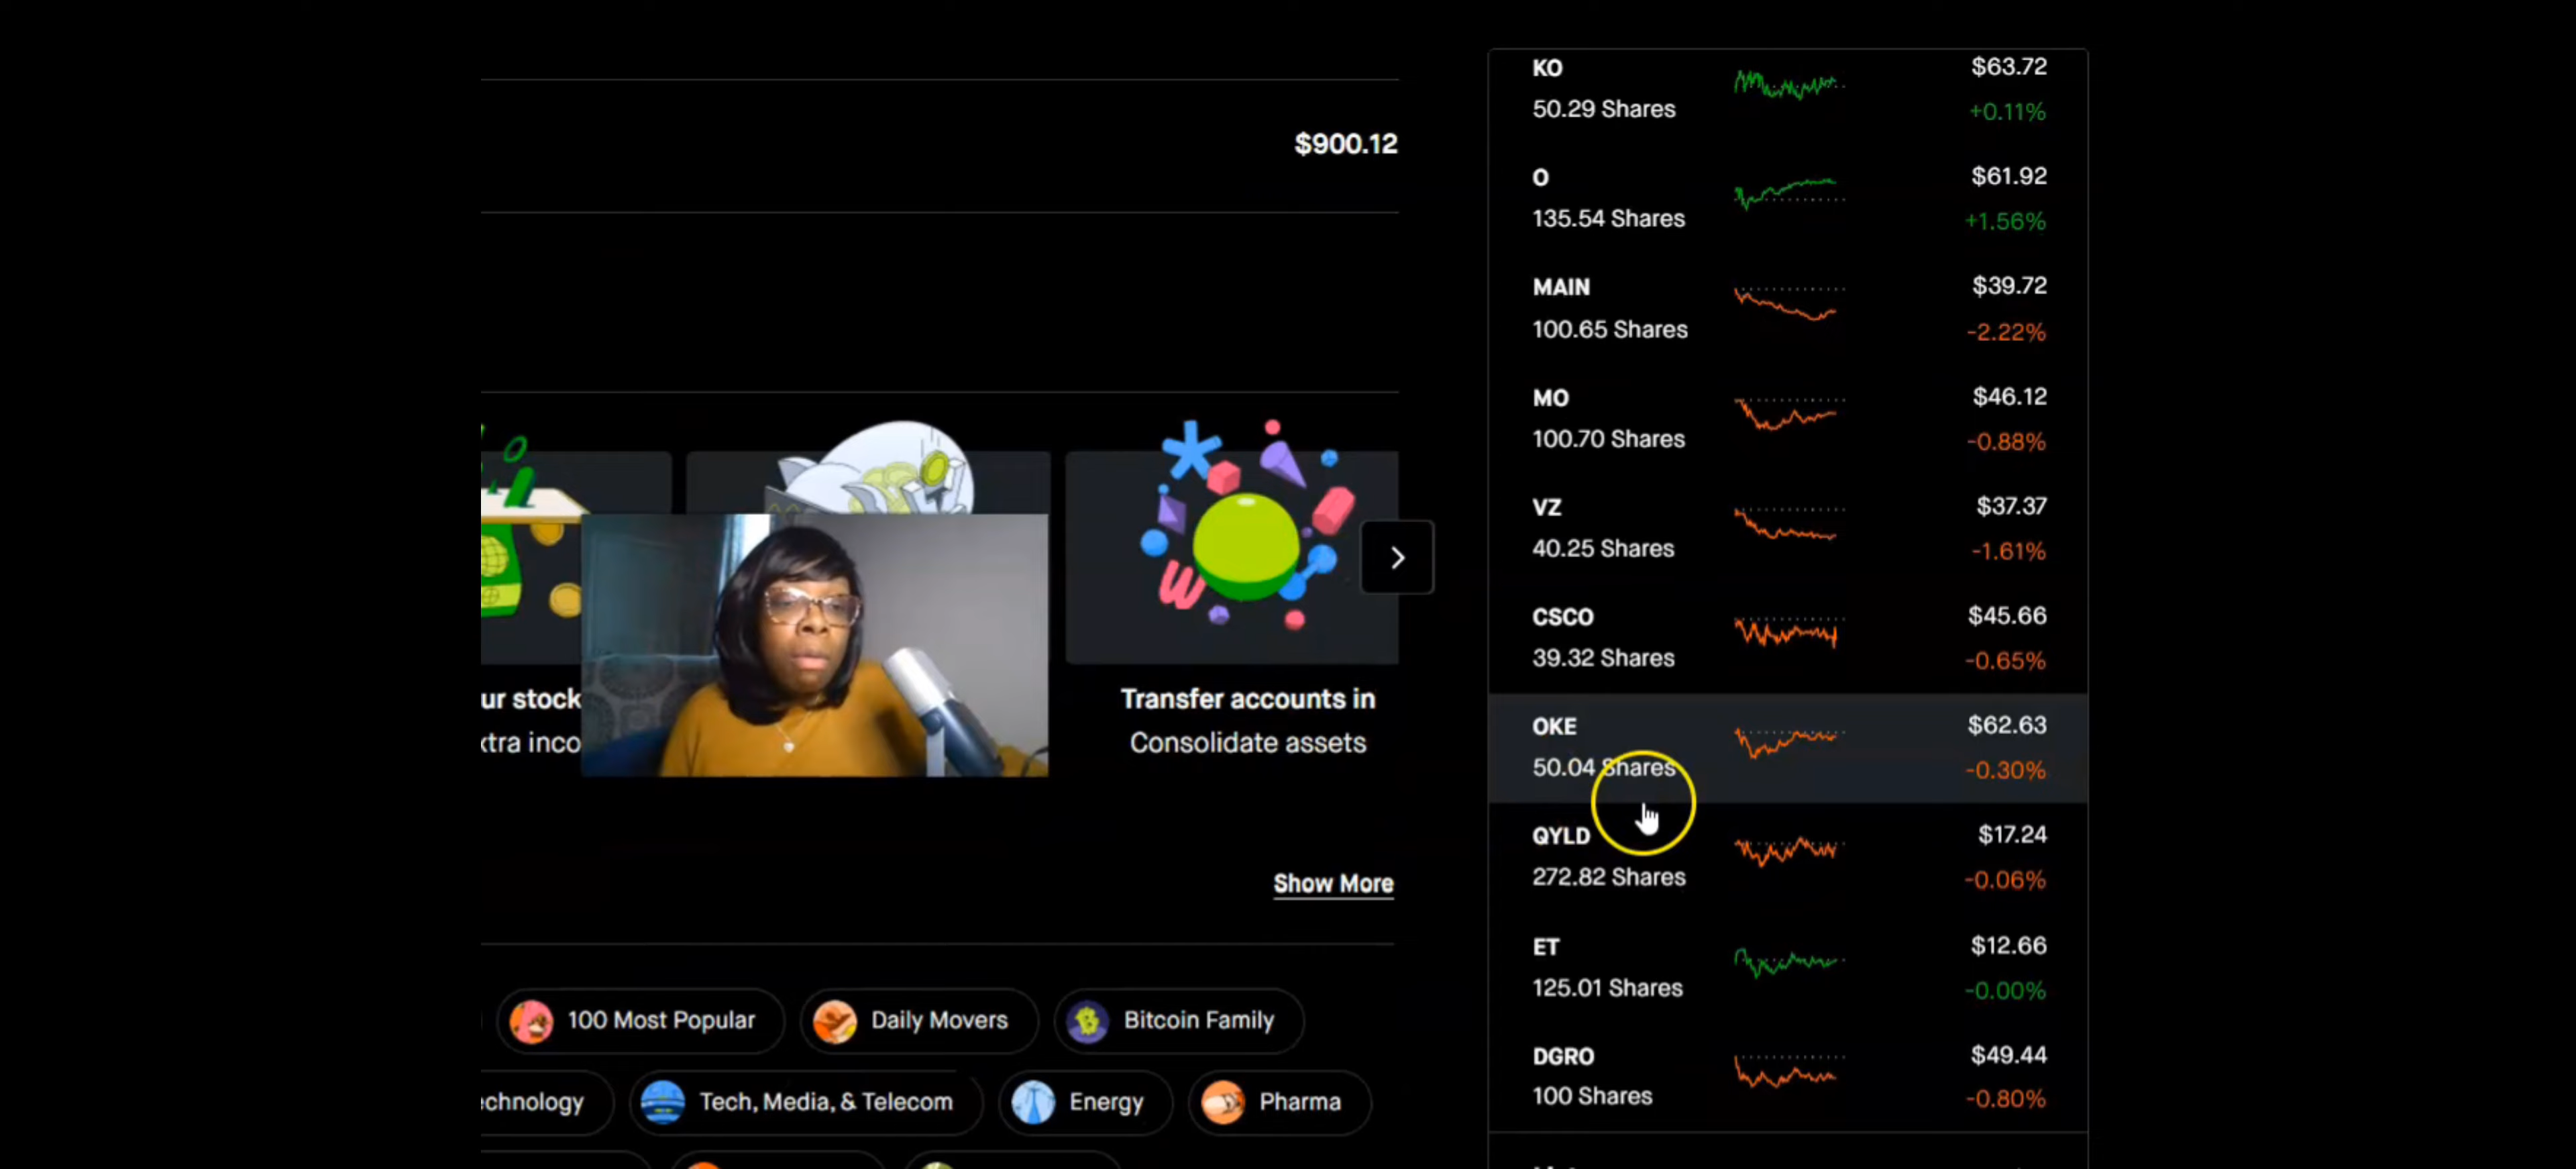 $900.12
ur stock
xtra inco
Transfer accounts in
Consolidate assets
Show More
100 Most Popular
Daily Movers
Bitcoin Family
echnology
Tech, Media, & Telecom
Energy
Pharma
KO
$63.72
50.29 Shares
+0.11%
O
$61.92
135.54 Shares
+1.56%
MAIN
$39.72
100.65 Shares
-2.22%
MO
$46.12
100.70 Shares
-0.88%
VZ
$37.37
40.25 Shares
-1.61%
CSCO
$45.66
39.32 Shares
-0.65%
OKE
$62.63
50.04 Shares
-0.30%
QYLD
$17.24
272.82 Shares
-0.06%
ET
$12.66
125.01 Shares
-0.00%
DGRO
$49.44
100 Shares
-0.80%